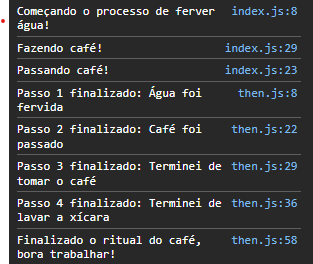 Começando o processo de ferver index.js:8
água!
Fazendo café! index.js:29
Passando café! index.js:23
Passo 1 finalizado: Água foi then.js:8
fervida
Passo 2 finalizado: Café foi then.js:22
passado
Passo 3 finalizado: Terminei de then.js:29
tomar o café
Passo 4 finalizado: Terminei de then.js:36
lavar a xícara
Finalizado o ritual do café, then.js:58
bora trabalhar!